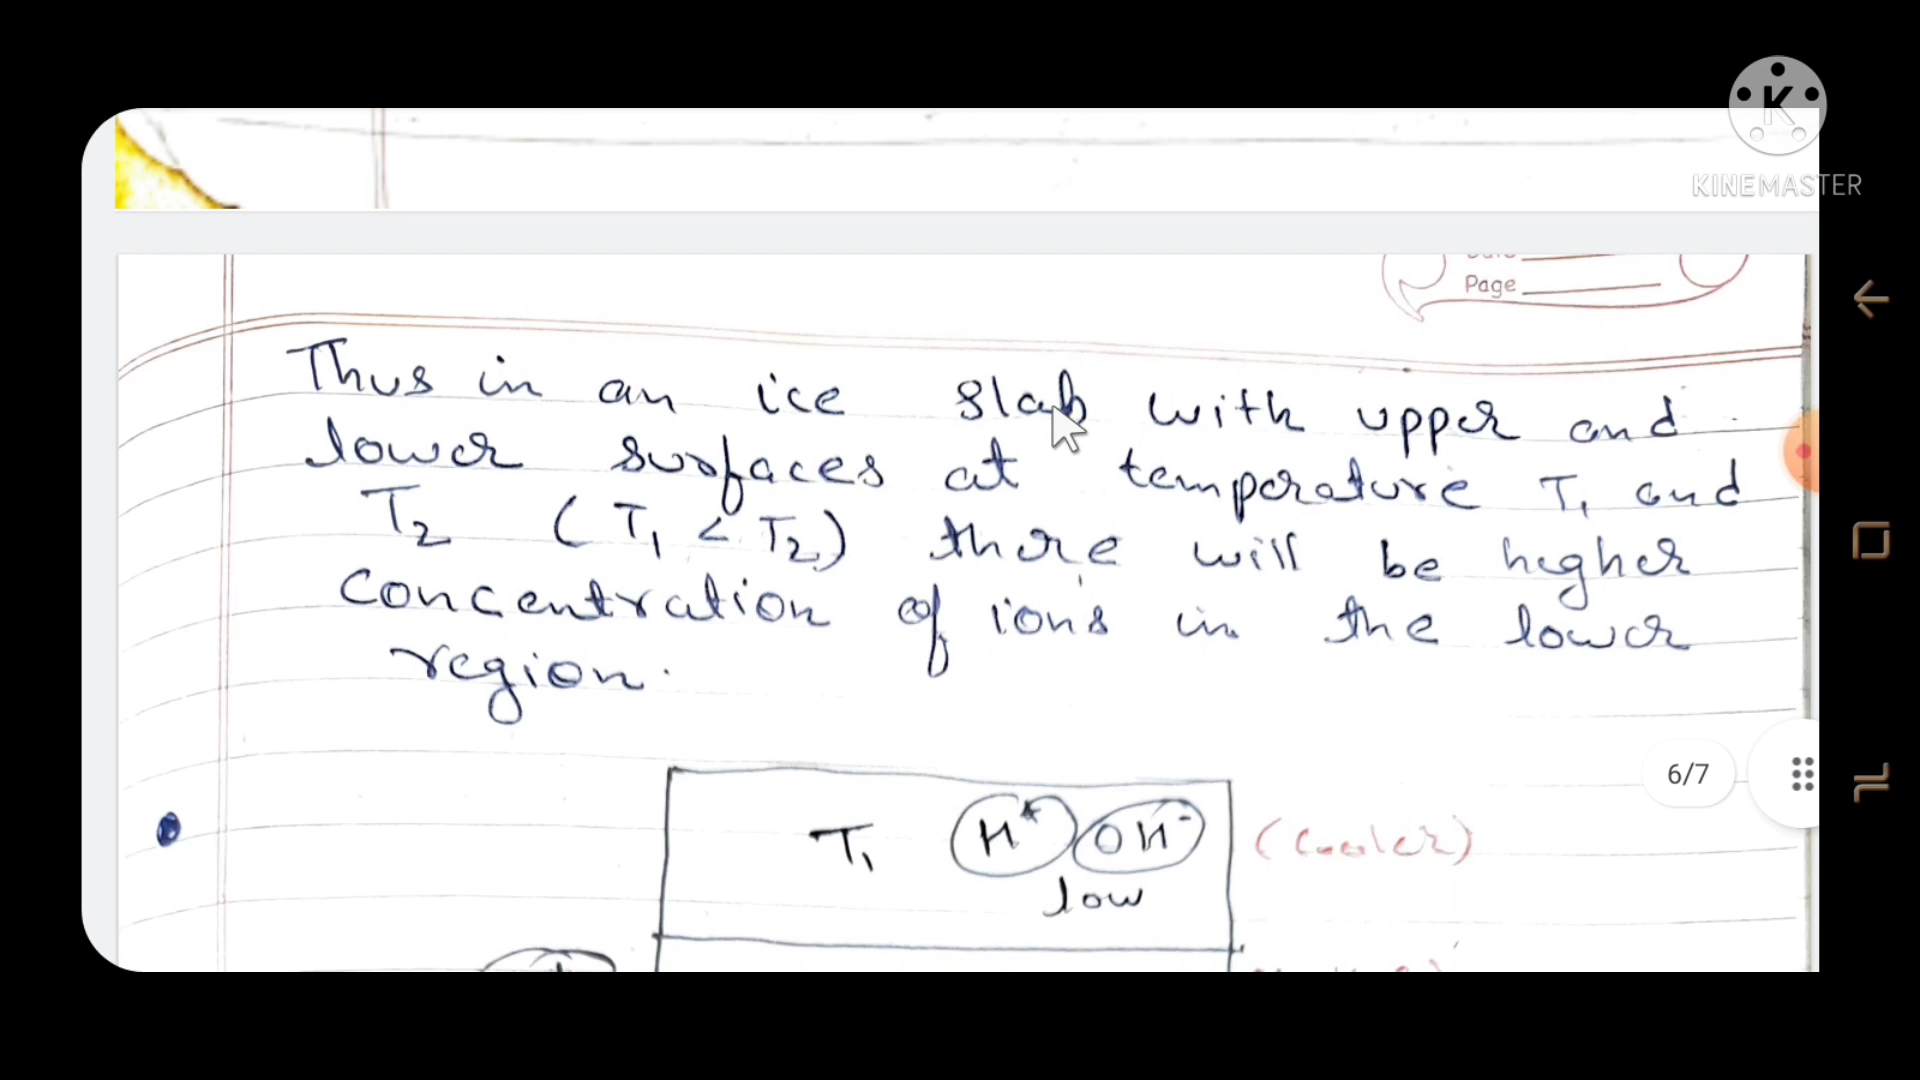 K
KINEMASTER
Page
Thus in an ice slab with upper and
lower surfaces at temperature T₁ and
T₂ (T₁ < T₂) there will be higher
concentration of ions in the lower
region.
6/7
T₁ H⁺ OH⁻ (cooler)
low